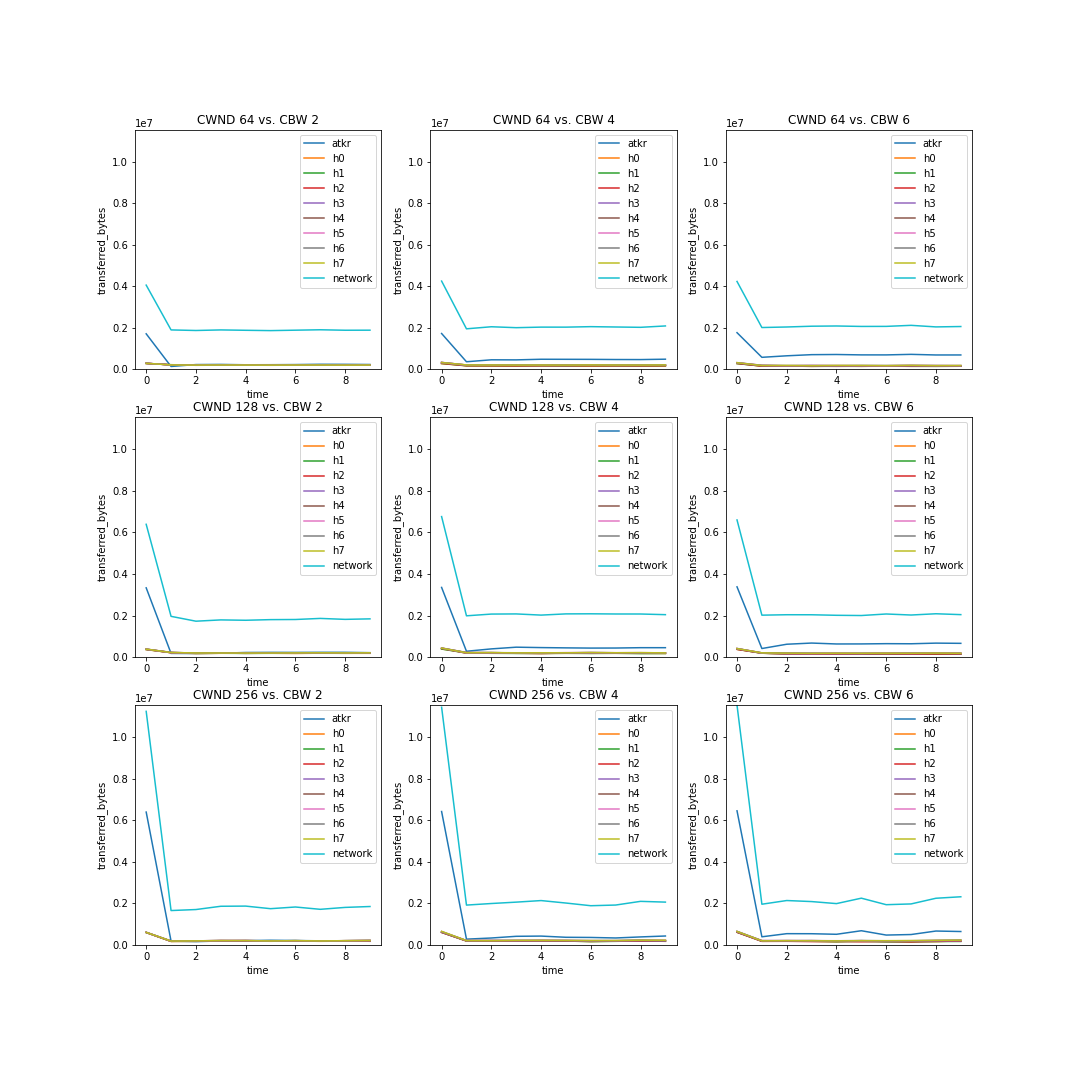 CWND 64 vs. CBW 2
1e7
transferred_bytes
1.0
0.8
0.6
0.4
0.2
0.0
0 2 4 6 8
time
atkr
h0
h1
h2
h3
h4
h5
h6
h7
network
CWND 64 vs. CBW 4
1e7
transferred_bytes
1.0
0.8
0.6
0.4
0.2
0.0
0 2 4 6 8
time
atkr
h0
h1
h2
h3
h4
h5
h6
h7
network
CWND 64 vs. CBW 6
1e7
transferred_bytes
1.0
0.8
0.6
0.4
0.2
0.0
0 2 4 6 8
time
atkr
h0
h1
h2
h3
h4
h5
h6
h7
network
CWND 128 vs. CBW 2
1e7
transferred_bytes
1.0
0.8
0.6
0.4
0.2
0.0
0 2 4 6 8
time
atkr
h0
h1
h2
h3
h4
h5
h6
h7
network
CWND 128 vs. CBW 4
1e7
transferred_bytes
1.0
0.8
0.6
0.4
0.2
0.0
0 2 4 6 8
time
atkr
h0
h1
h2
h3
h4
h5
h6
h7
network
CWND 128 vs. CBW 6
1e7
transferred_bytes
1.0
0.8
0.6
0.4
0.2
0.0
0 2 4 6 8
time
atkr
h0
h1
h2
h3
h4
h5
h6
h7
network
CWND 256 vs. CBW 2
1e7
transferred_bytes
1.0
0.8
0.6
0.4
0.2
0.0
0 2 4 6 8
time
atkr
h0
h1
h2
h3
h4
h5
h6
h7
network
CWND 256 vs. CBW 4
1e7
transferred_bytes
1.0
0.8
0.6
0.4
0.2
0.0
0 2 4 6 8
time
atkr
h0
h1
h2
h3
h4
h5
h6
h7
network
CWND 256 vs. CBW 6
1e7
transferred_bytes
1.0
0.8
0.6
0.4
0.2
0.0
0 2 4 6 8
time
atkr
h0
h1
h2
h3
h4
h5
h6
h7
network